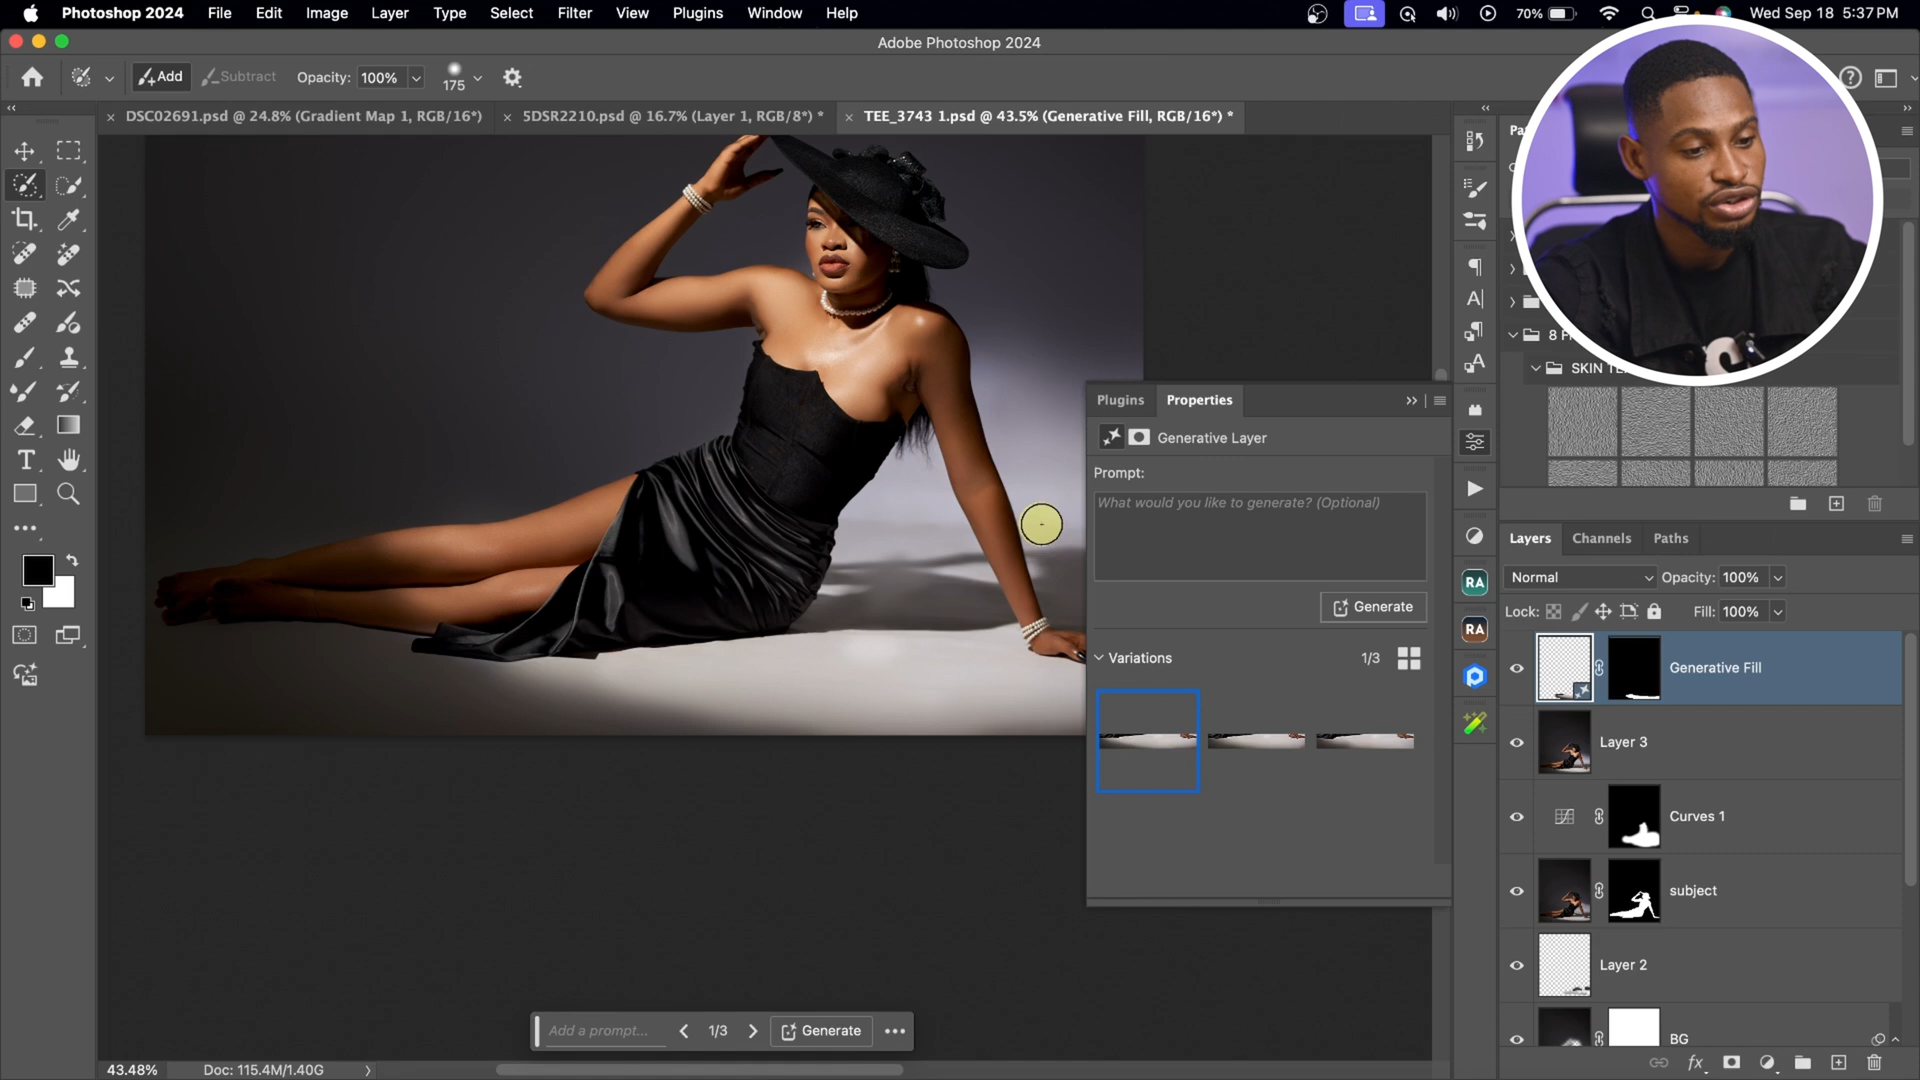 Photoshop 2024 File Edit Image Layer Type Select Filter View Plugins Window Help 70% Wed Sep 18 5:37 PM
Adobe Photoshop 2024
Add Subtract Opacity: 100% 175
DSC02691.psd @ 24.8% (Gradient Map 1, RGB/16*) 5DSR2210.psd @ 16.7% (Layer 1, RGB/8*) * TEE_3743 1.psd @ 43.5% (Generative Fill, RGB/16*) *
Plugins Properties
Generative Layer
Prompt:
What would you like to generate? (Optional)
Generate
Variations 1/3
RA
RA
Layers Channels Paths
Normal Opacity: 100%
Lock: Fill: 100%
Generative Fill
Layer 3
Curves 1
subject
Layer 2
BG
fx
Add a prompt... 1/3 Generate
43.48% Doc: 115.4M/1.40G